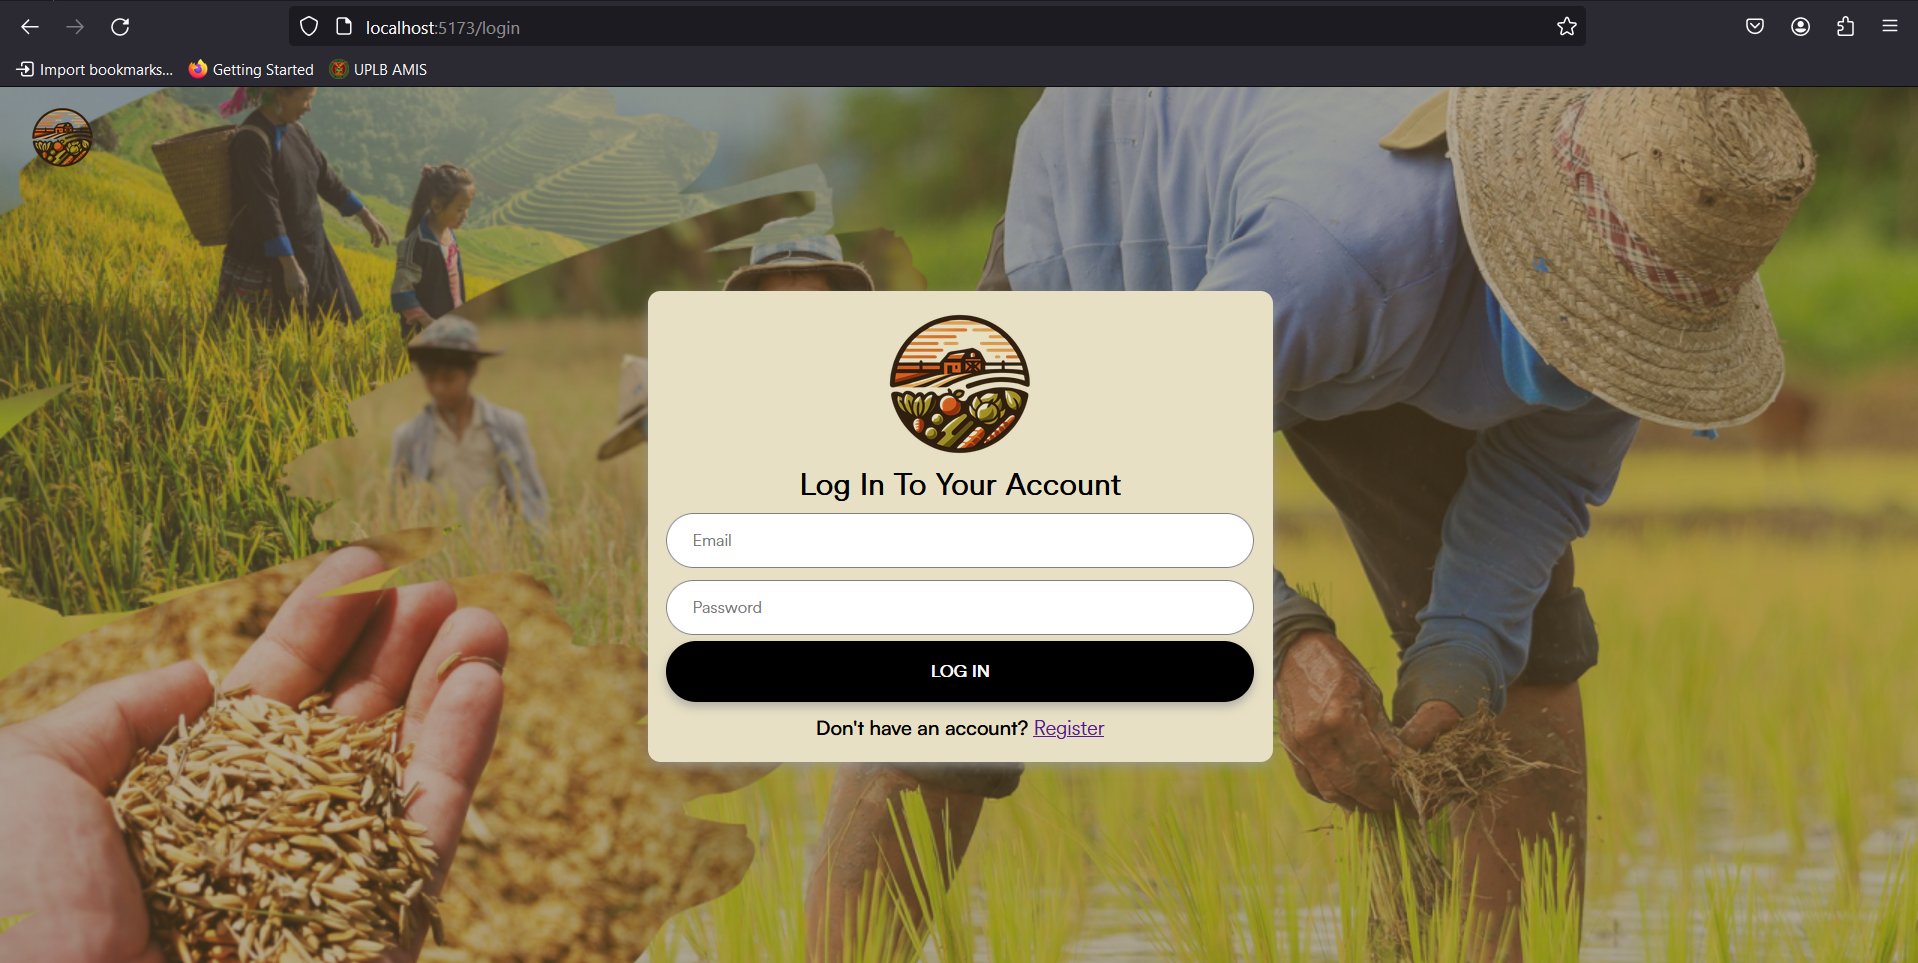 localhost:5173/login
Import bookmarks...
Getting Started
UPLB AMIS
Log In To Your Account
Email
Password
LOG IN
Don't have an account? Register